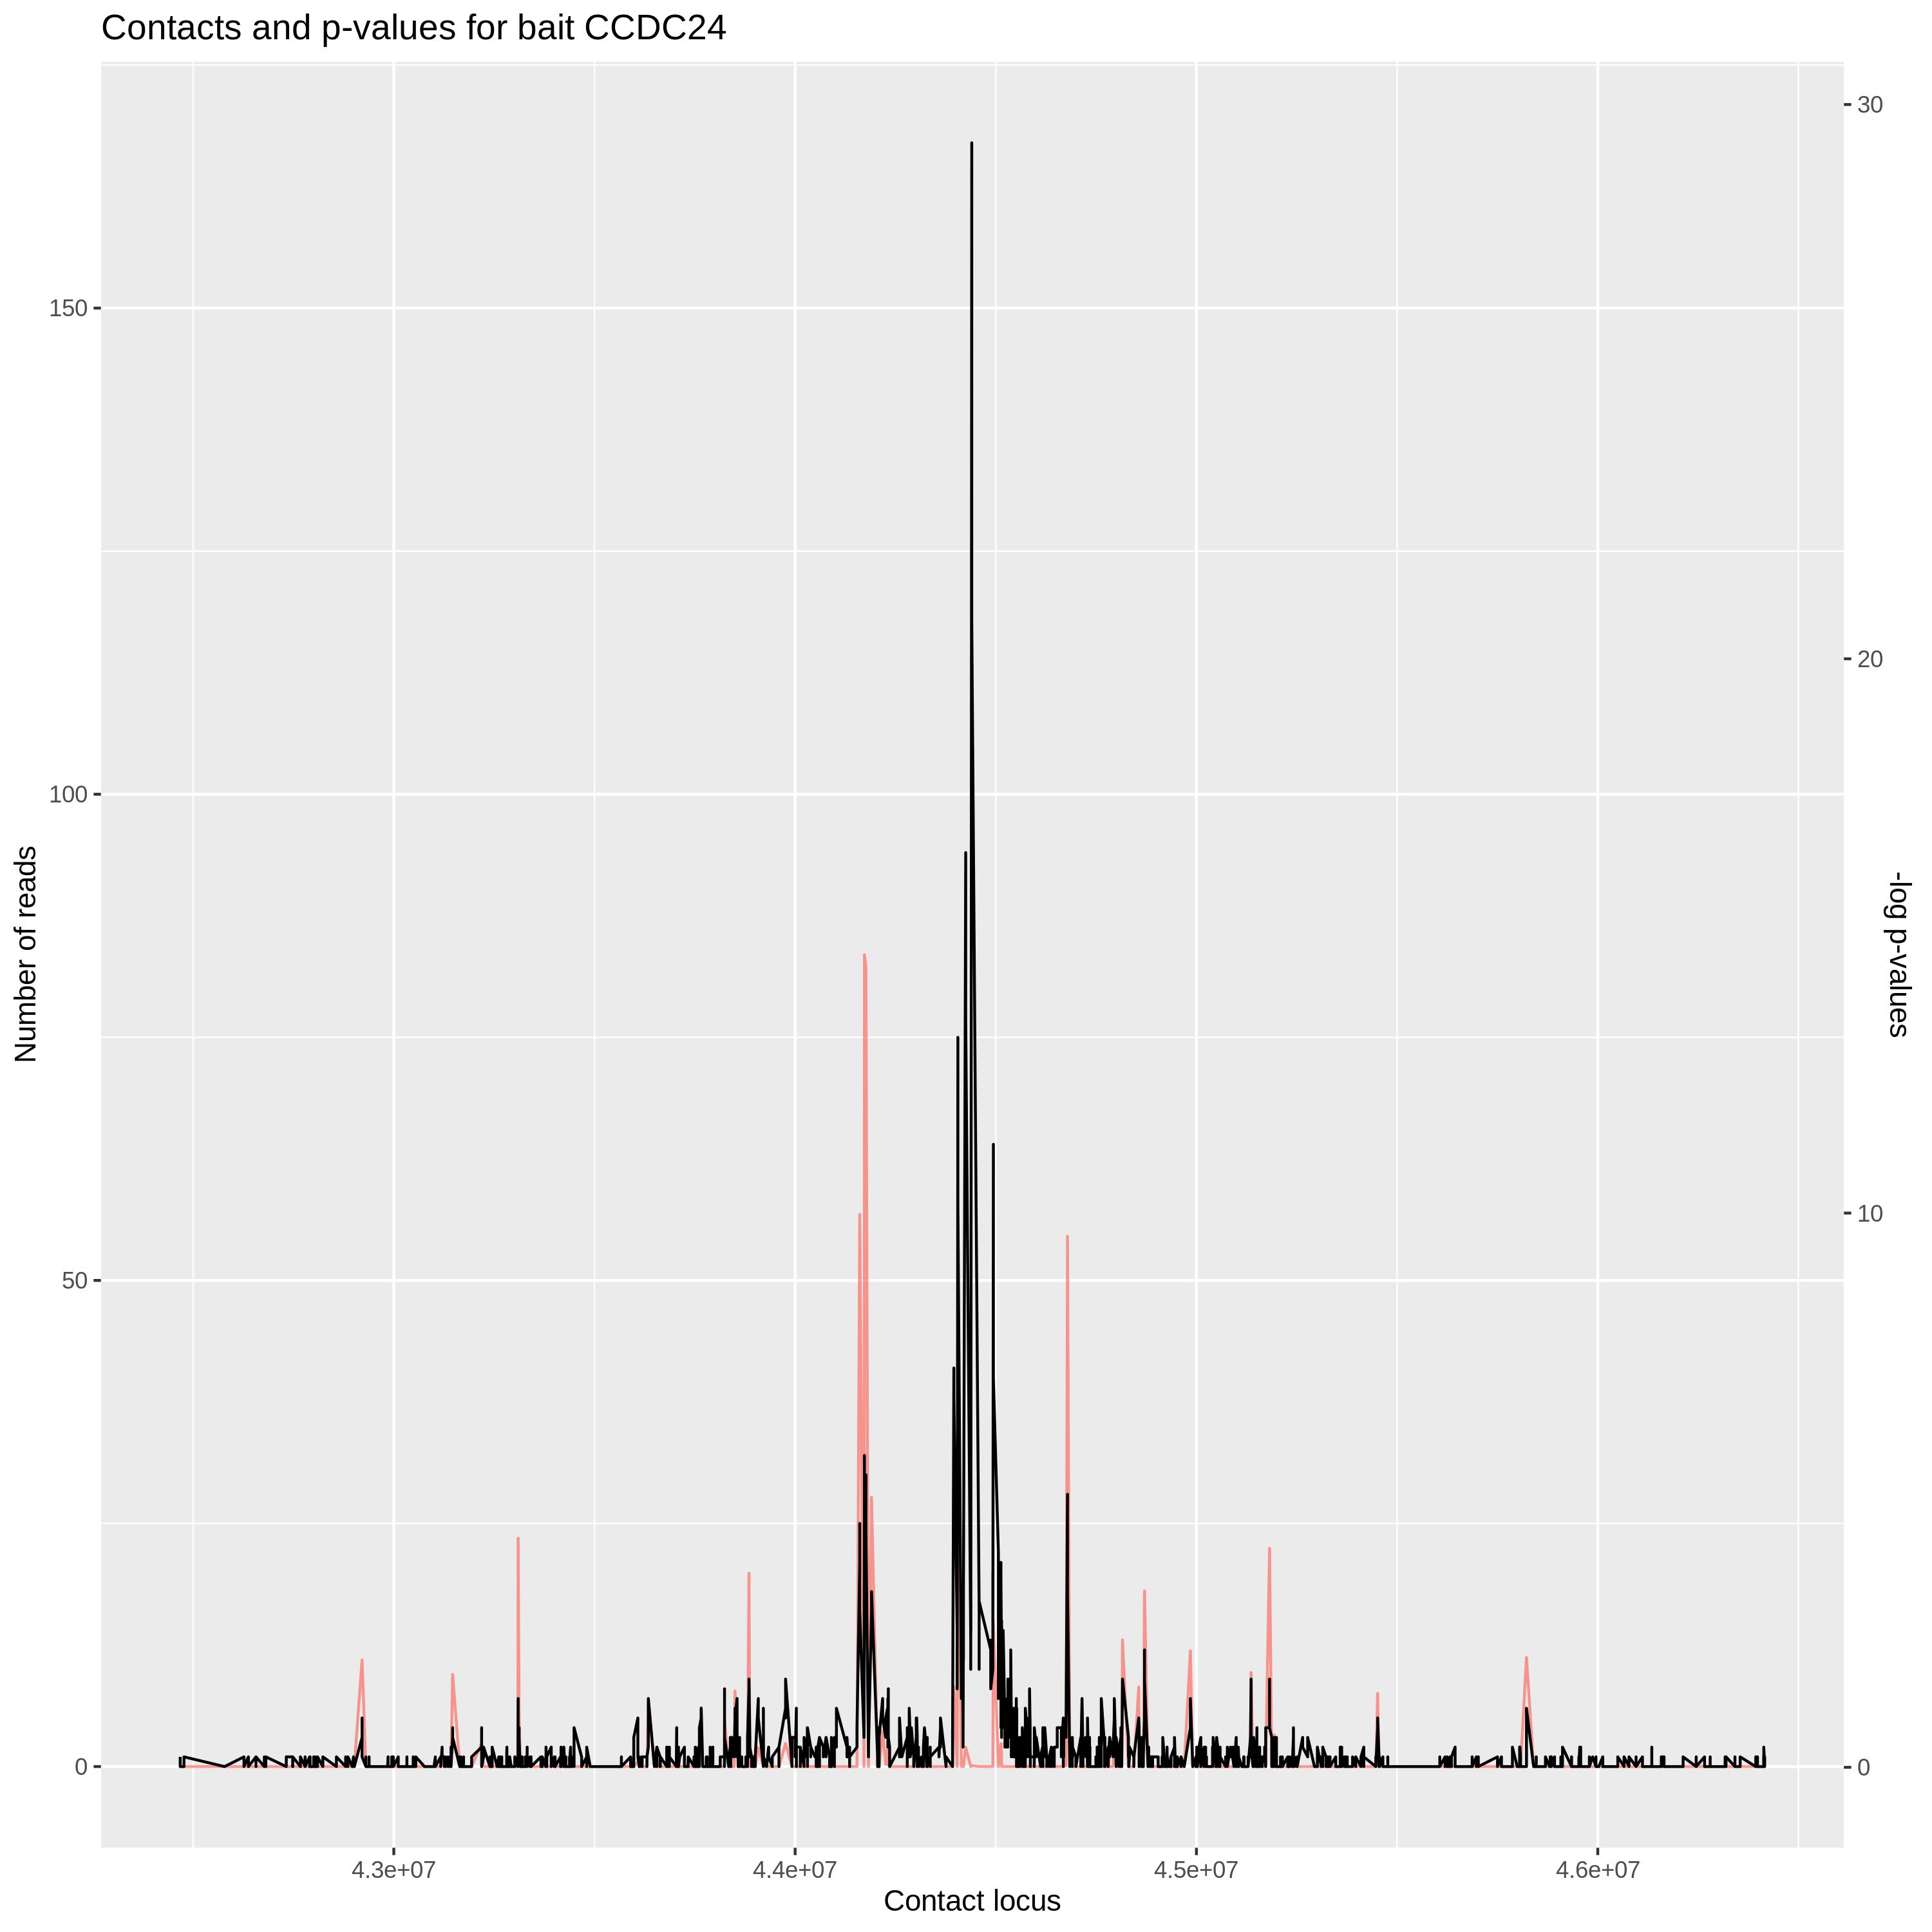 Contacts and p-values for bait CCDC24
Number of reads
150
100
50
0
30
20
10
0
-log p-values
4.3e+07
4.4e+07
4.5e+07
4.6e+07
Contact locus